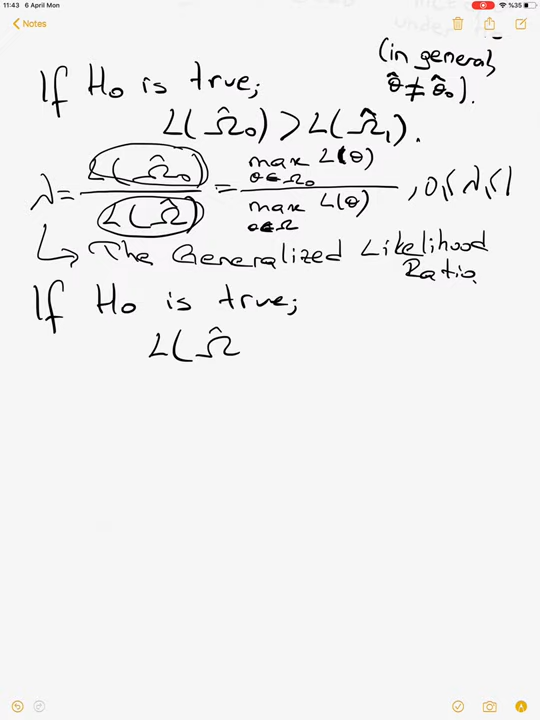 11:43 6 April Mon
%35
Notes
(in general,
θ̂ ≠ θ̂₀).
If H₀ is true;
L(Ω̂₀) > L(Ω̂₁).
λ = L(Ω̂₀) / L(Ω̂) = max L(θ) θ∈Ω₀ / max L(θ) θ∈Ω , 0 ≤ λ ≤ 1
↳ The Generalized Likelihood
Ratio.
If H₀ is true;
L(Ω̂